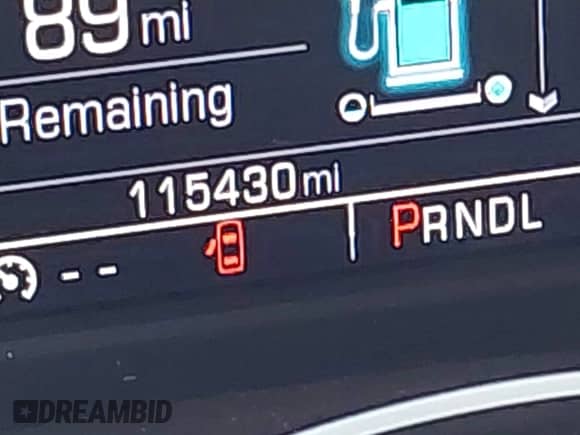 89 mi
Remaining
115430 mi
-- PRNDL
DREAMBID